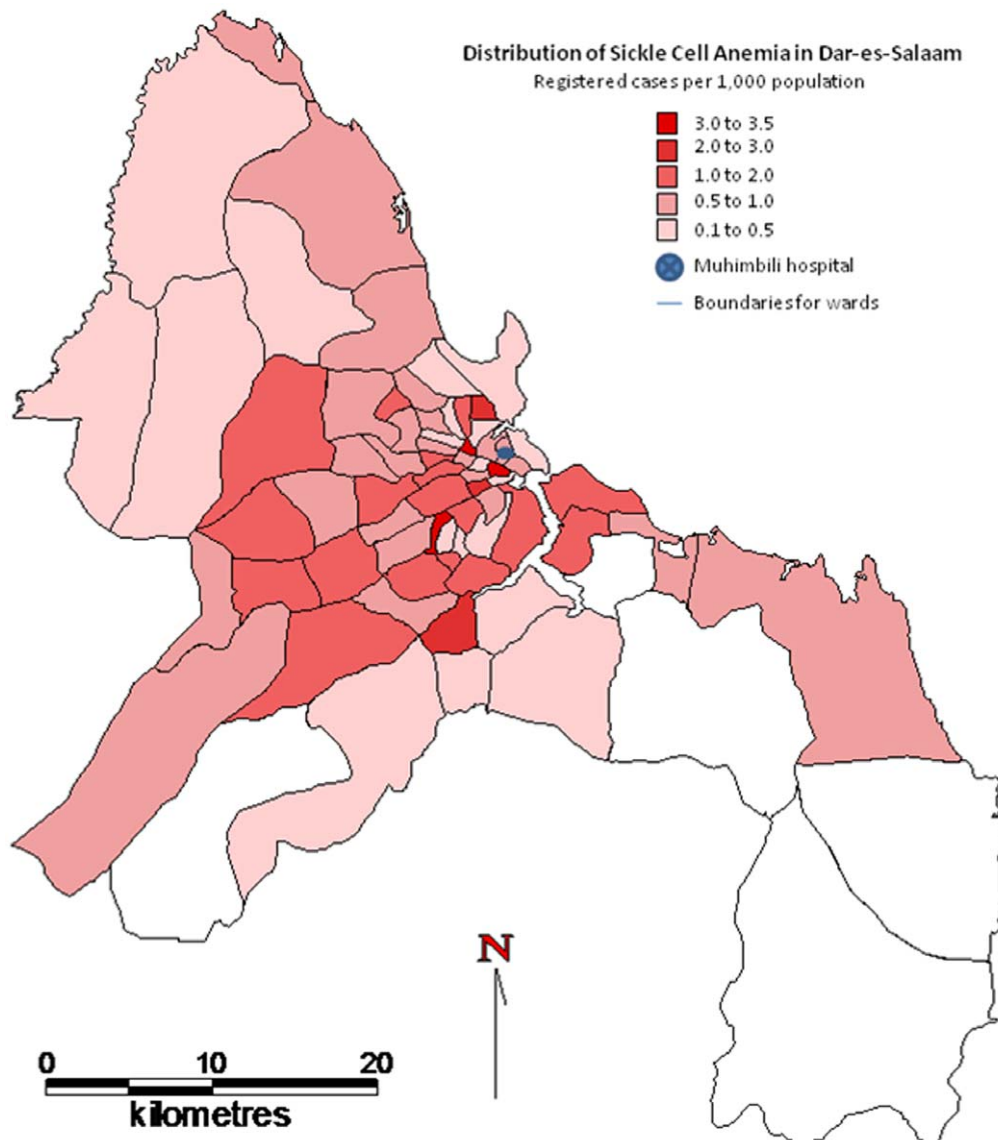 Distribution of Sickle Cell Anemia in Dar-es-Salaam
Registered cases per 1,000 population
3.0 to 3.5
2.0 to 3.0
1.0 to 2.0
0.5 to 1.0
0.1 to 0.5
Muhimbili hospital
Boundaries for wards
N
0 10 20
kilometres